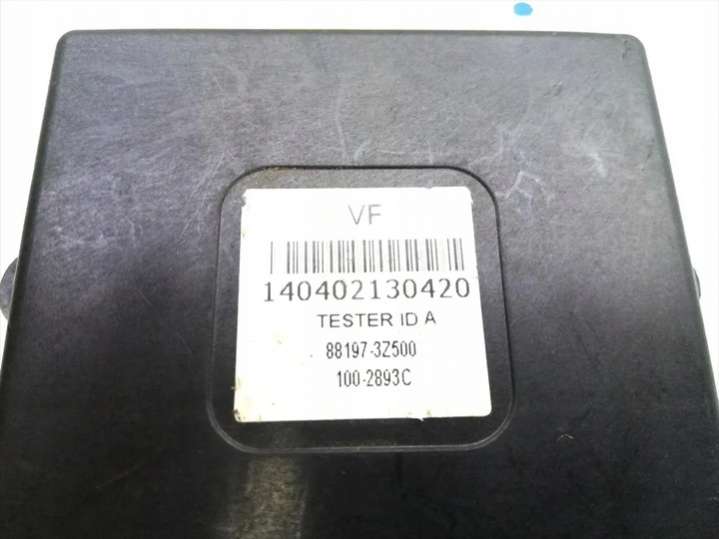 VF
140402130420
TESTER ID A
88197-3Z500
100-2893C